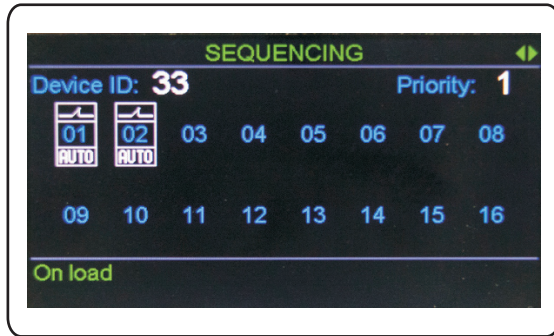 SEQUENCING
Device ID: 33 Priority: 1
01 02 03 04 05 06 07 08
AUTO AUTO
09 10 11 12 13 14 15 16
On load